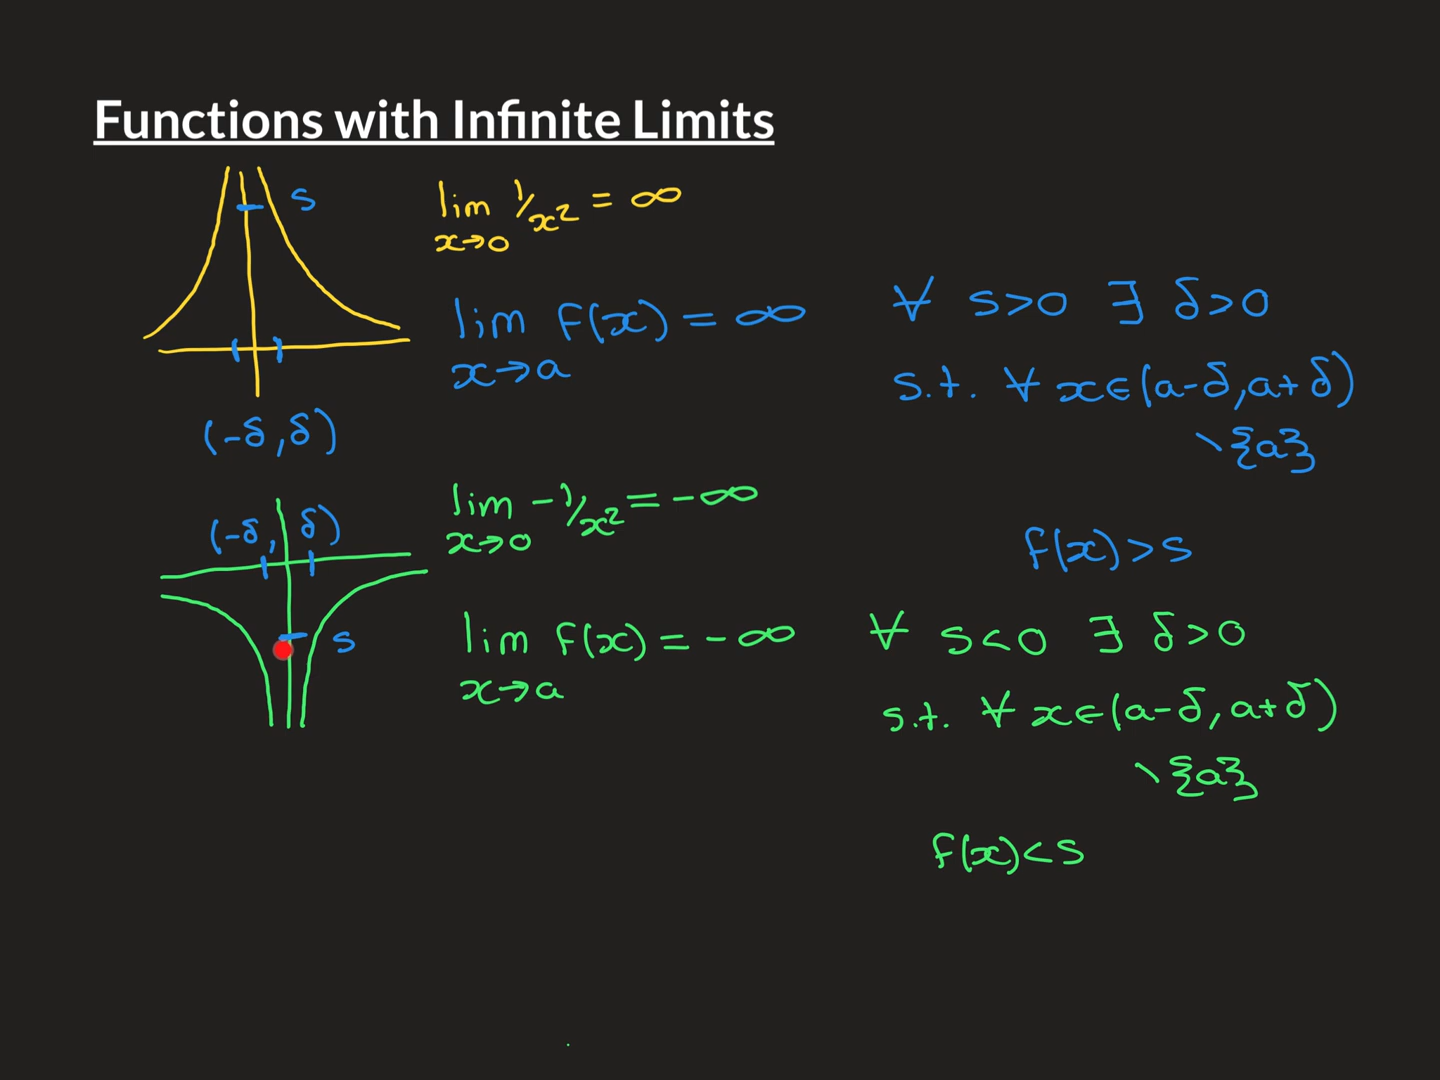 Functions with Infinite Limits
s
lim 1/x² = ∞
x→0
lim f(x) = ∞
x→a
∀ s>0 ∃ δ>0
s.t. ∀ x∈(a-δ,a+δ)
\{a}
f(x)>s
(-δ,δ)
(-δ, δ)
s
lim -1/x² = -∞
x→0
lim f(x) = -∞
x→a
∀ s<0 ∃ δ>0
s.t. ∀ x∈(a-δ, a+δ)
\{a}
f(x)<s